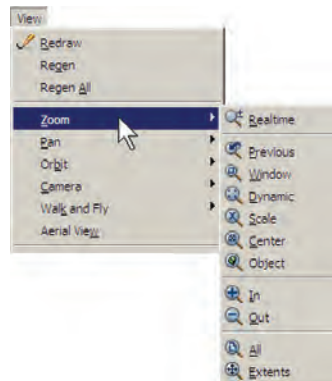 View
Redraw
Regen
Regen All
Zoom
Pan
Orbit
Camera
Walk and Fly
Aerial View
Realtime
Previous
Window
Dynamic
Scale
Center
Object
In
Out
All
Extents